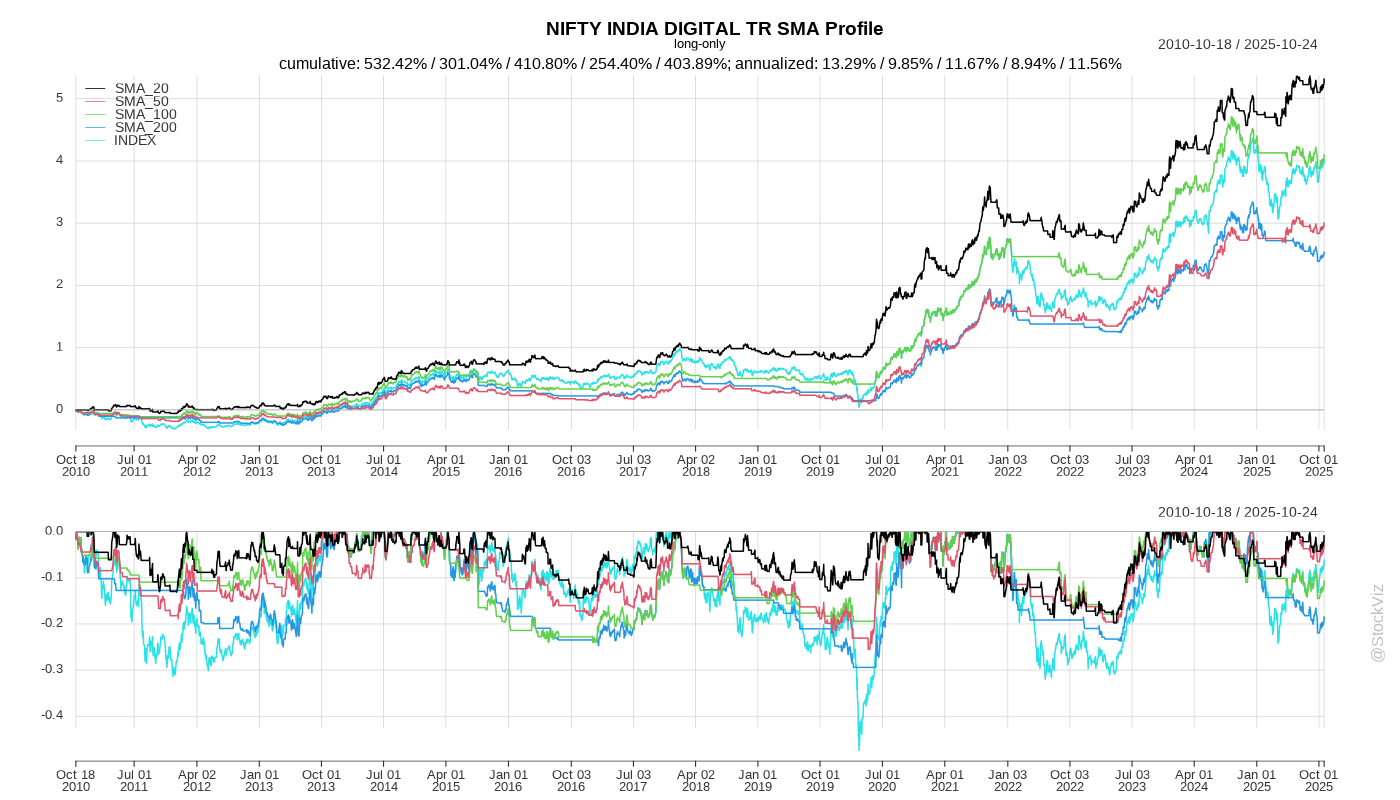 NIFTY INDIA DIGITAL TR SMA Profile
long-only
2010-10-18 / 2025-10-24
cumulative: 532.42% / 301.04% / 410.80% / 254.40% / 403.89%; annualized: 13.29% / 9.85% / 11.67% / 8.94% / 11.56%
SMA_20
SMA_50
SMA_100
SMA_200
INDEX
5
4
3
2
1
0
Oct 18 Jul 01 Apr 02 Jan 01 Oct 01 Jul 01 Apr 01 Jan 01 Oct 03 Jul 03 Apr 02 Jan 01 Oct 01 Jul 01 Apr 01 Jan 03 Oct 03 Jul 03 Apr 01 Jan 01 Oct 01
2010 2011 2012 2013 2013 2014 2015 2016 2016 2017 2018 2019 2019 2020 2021 2022 2022 2023 2024 2025 2025
2010-10-18 / 2025-10-24
0.0
-0.1
-0.2
-0.3
-0.4
Oct 18 Jul 01 Apr 02 Jan 01 Oct 01 Jul 01 Apr 01 Jan 01 Oct 03 Jul 03 Apr 02 Jan 01 Oct 01 Jul 01 Apr 01 Jan 03 Oct 03 Jul 03 Apr 01 Jan 01 Oct 01
2010 2011 2012 2013 2013 2014 2015 2016 2016 2017 2018 2019 2019 2020 2021 2022 2022 2023 2024 2025 2025
@StockViz